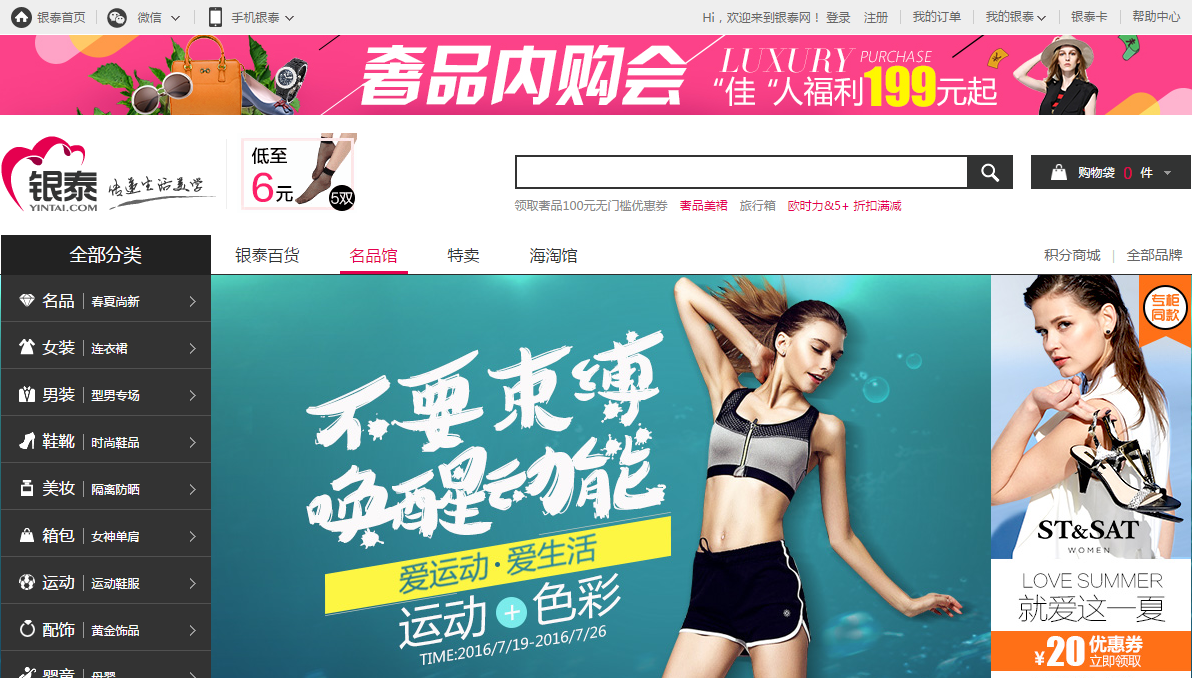 银泰首页 微信 手机银泰 Hi，欢迎来到银泰网！ 登录 注册 我的订单 我的银泰 银泰卡 帮助中心
奢品内购会 LUXURY PURCHASE
“佳“人福利199元起
银泰
YINTAI.COM
传递生活美学
低至
6元
5双
购物袋 0 件
领取奢品100元无门槛优惠券 奢品美裙 旅行箱 欧时力&5+ 折扣满减
全部分类 银泰百货 名品馆 特卖 海淘馆 积分商城 全部品牌
名品 春夏尚新
女装 连衣裙
男装 型男专场
鞋靴 时尚鞋品
美妆 隔离防晒
箱包 女神单肩
运动 运动鞋服
配饰 黄金饰品
婴童 母婴
不要束缚
唤醒动能
爱运动·爱生活
运动+色彩
TIME:2016/7/19-2016/7/26
专柜
同款
ST&SAT
WOMEN
LOVE SUMMER
就爱这一夏
¥20 优惠券
立即领取